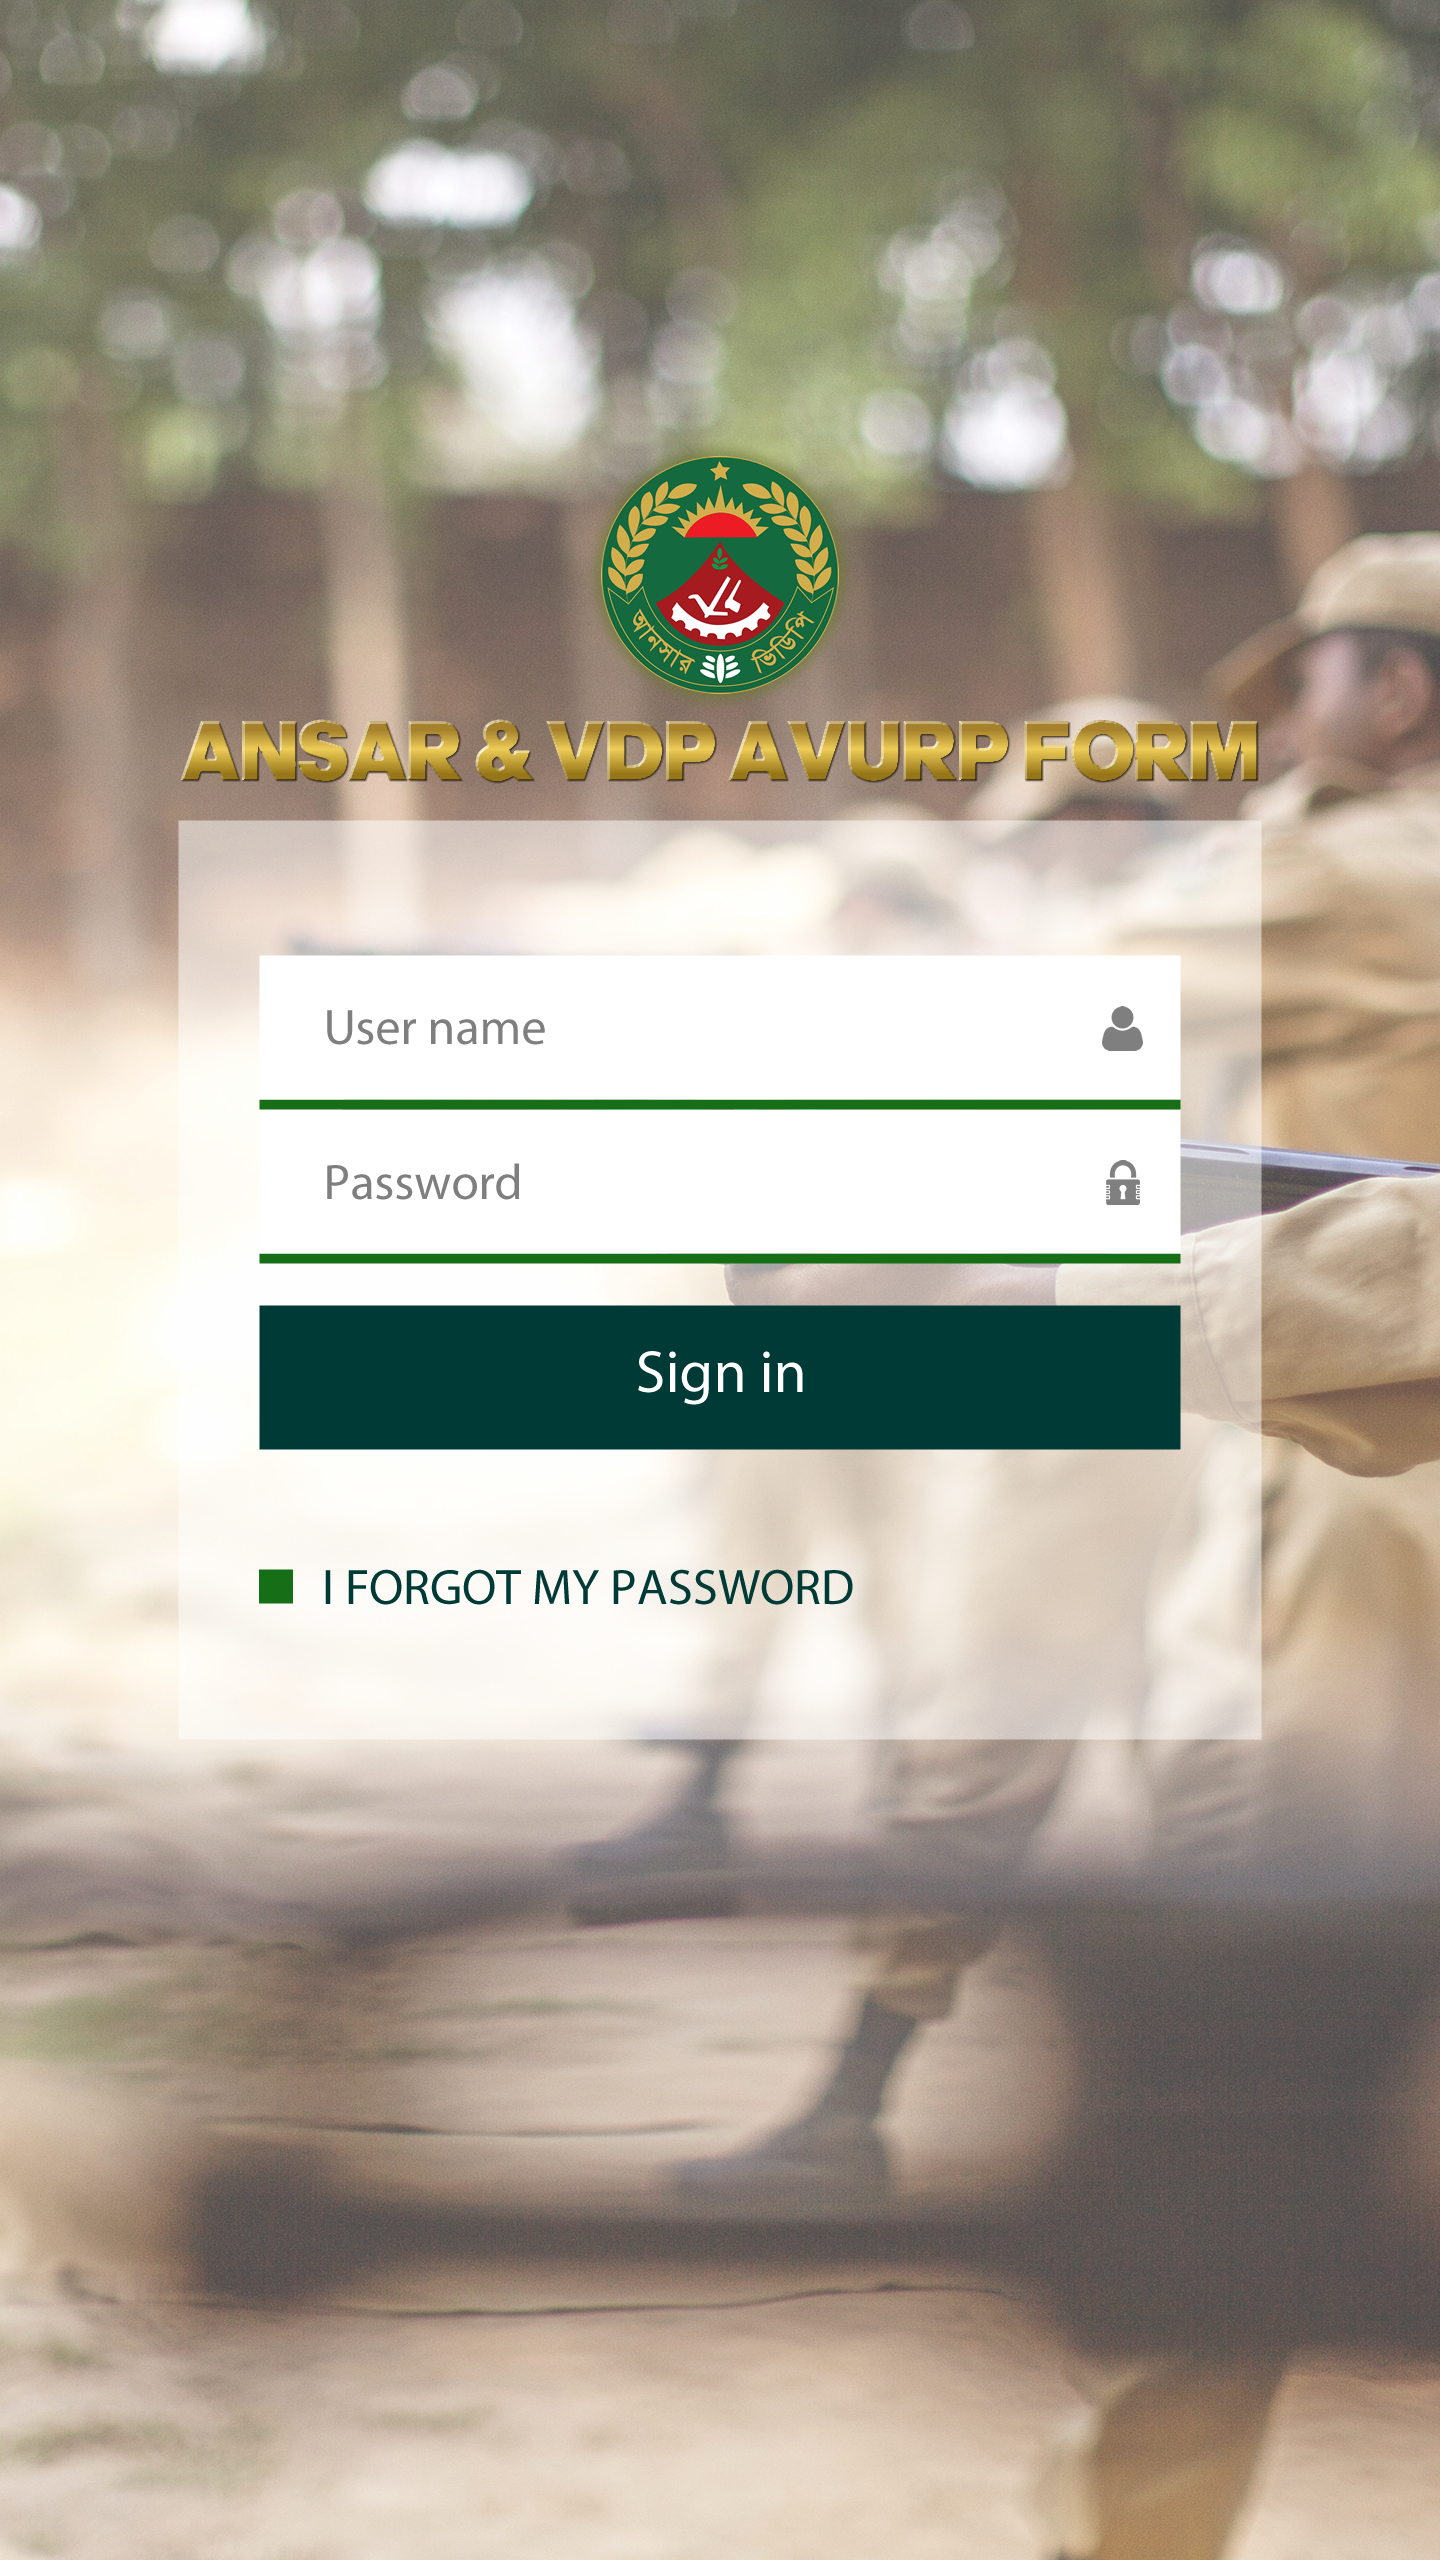 আনসার ভিডিপি
ANSAR & VDP AVURP FORM
User name
Password
Sign in
I FORGOT MY PASSWORD